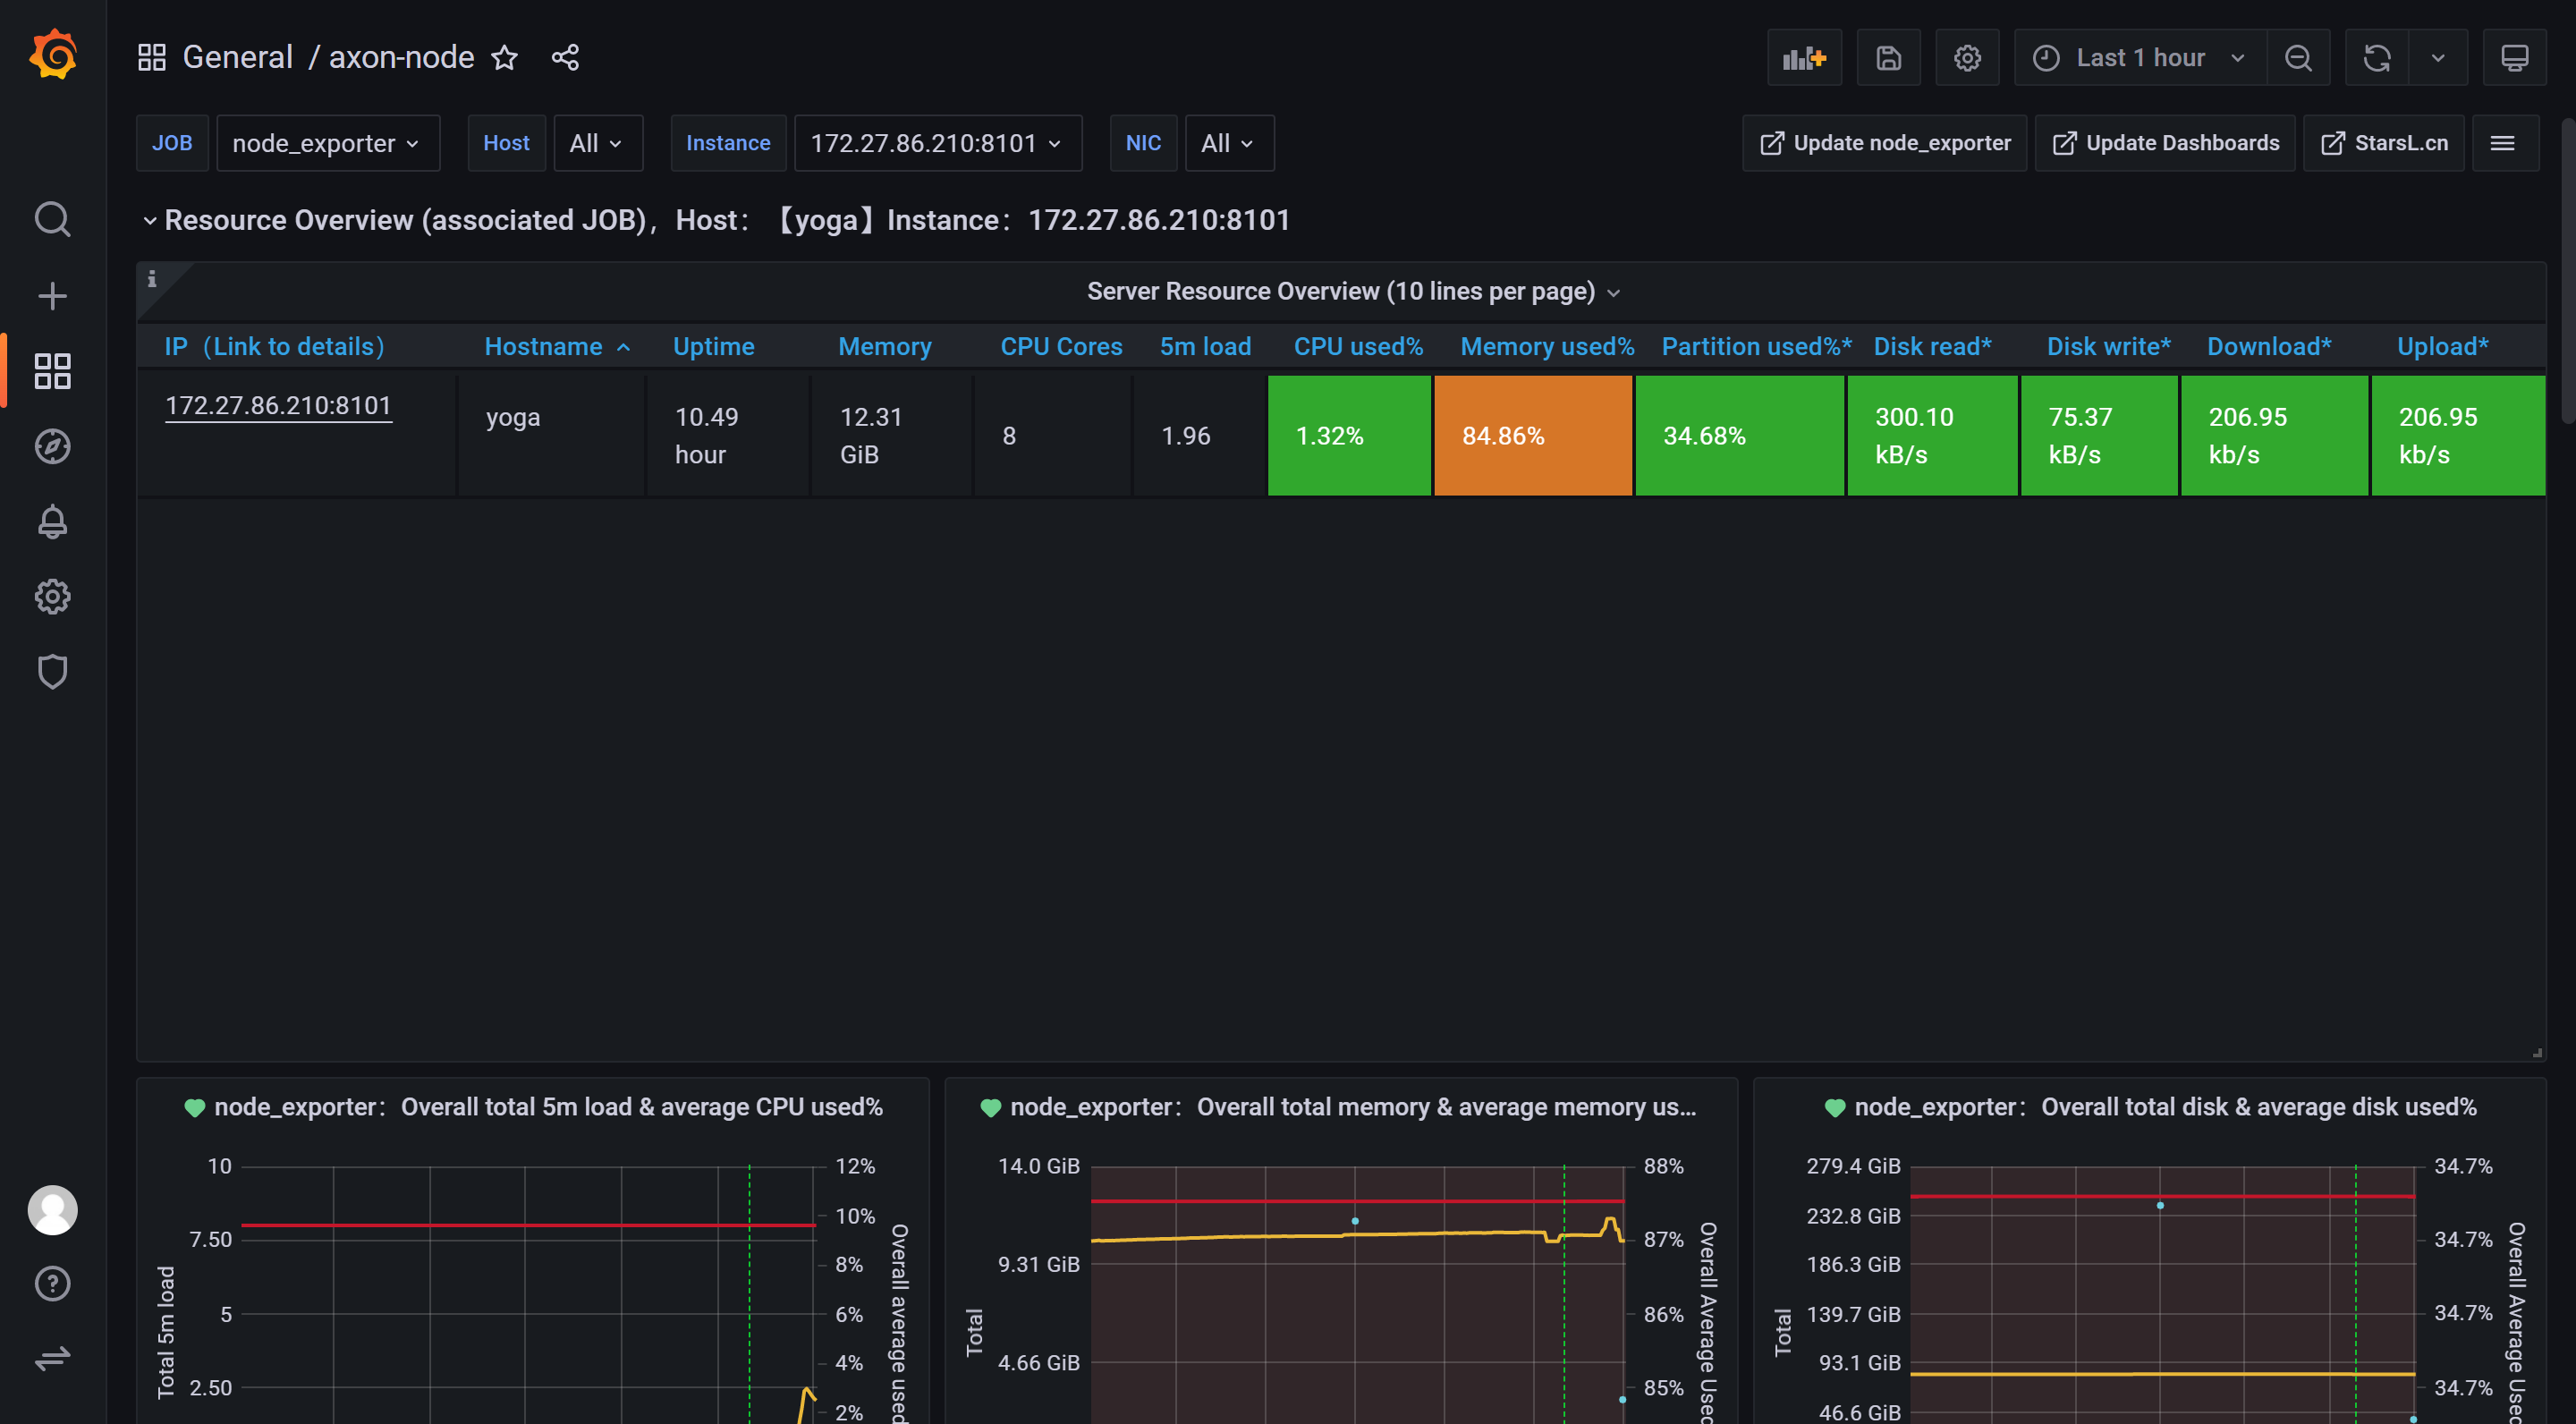 General / axon-node
Last 1 hour
JOB node_exporter Host All Instance 172.27.86.210:8101 NIC All Update node_exporter Update Dashboards StarsL.cn
Resource Overview (associated JOB)，Host：【yoga】Instance：172.27.86.210:8101
i
Server Resource Overview (10 lines per page)
IP（Link to details） Hostname Uptime Memory CPU Cores 5m load CPU used% Memory used% Partition used%* Disk read* Disk write* Download* Upload*
172.27.86.210:8101 yoga 10.49 hour 12.31 GiB 8 1.96 1.32% 84.86% 34.68% 300.10 kB/s 75.37 kB/s 206.95 kb/s 206.95 kb/s
node_exporter：Overall total 5m load & average CPU used%
10
7.50
5
2.50
Total 5m load
12%
10%
8%
6%
4%
2%
Overall average used
node_exporter：Overall total memory & average memory us...
14.0 GiB
9.31 GiB
4.66 GiB
Total
88%
87%
86%
85%
Overall Average Used
node_exporter：Overall total disk & average disk used%
279.4 GiB
232.8 GiB
186.3 GiB
139.7 GiB
93.1 GiB
46.6 GiB
Total
34.7%
34.7%
34.7%
34.7%
Overall Average Used